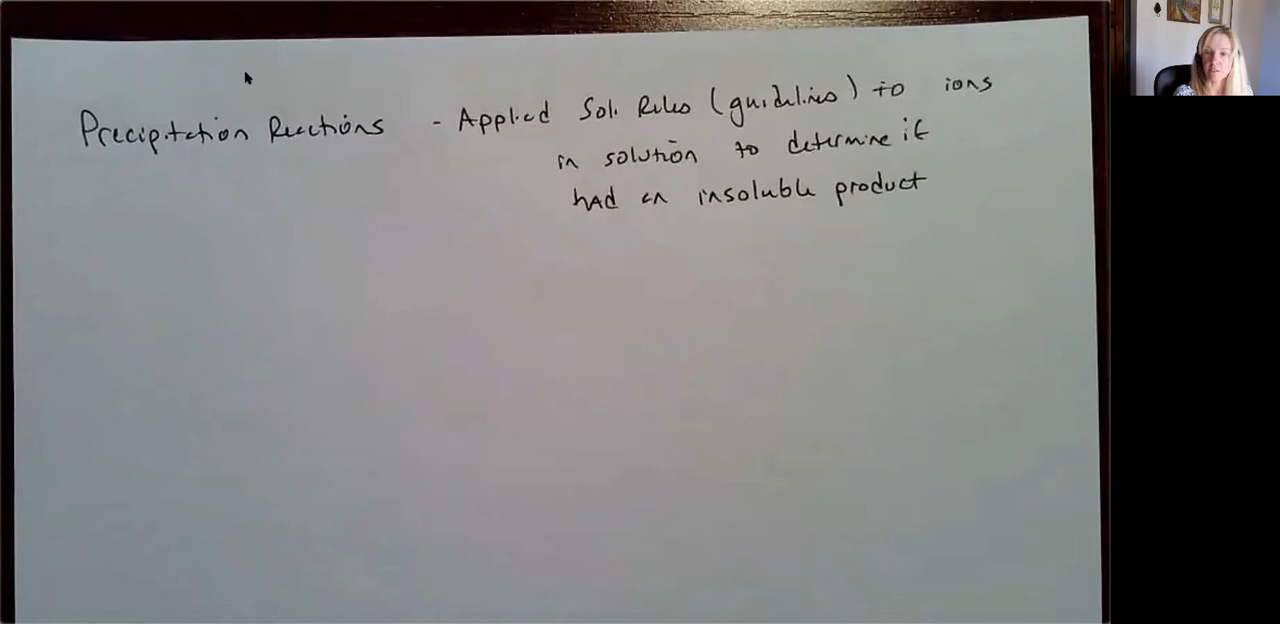 Precipitation Reactions - Applied Sol. Rules (guidelines) to ions
in solution to determine if
had an insoluble product